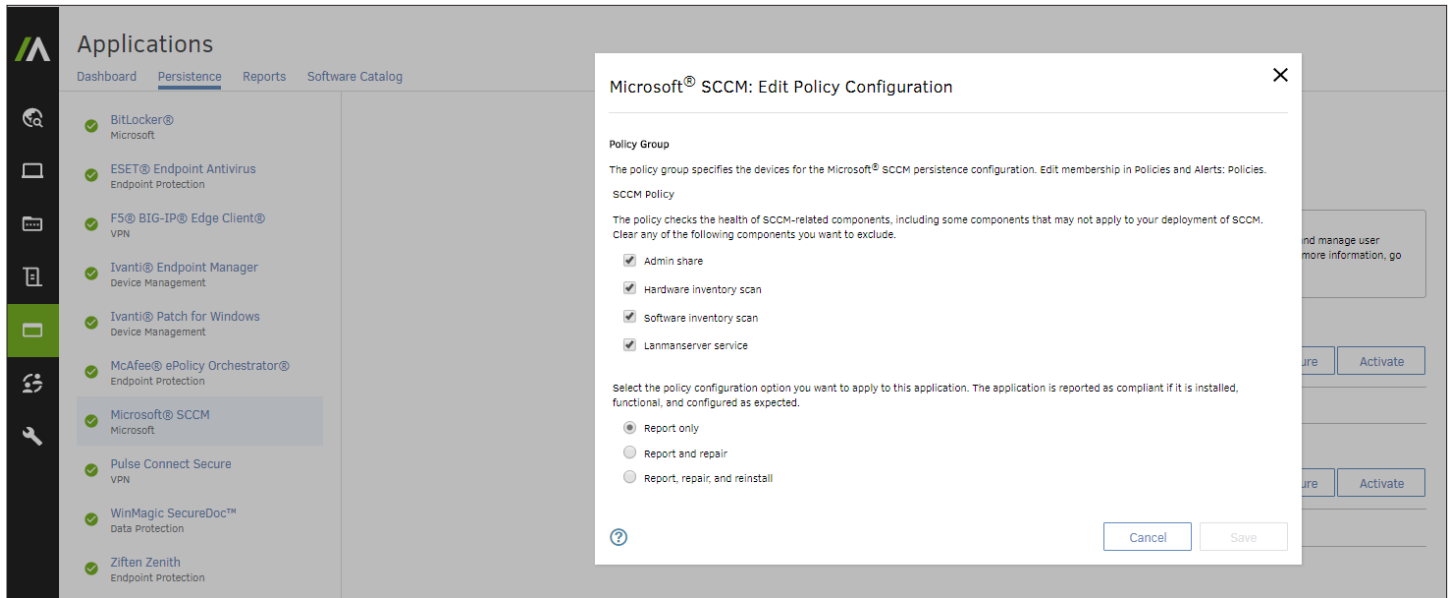 Applications
Dashboard Persistence Reports Software Catalog
BitLocker®
Microsoft
ESET® Endpoint Antivirus
Endpoint Protection
F5® BIG-IP® Edge Client®
VPN
Ivanti® Endpoint Manager
Device Management
Ivanti® Patch for Windows
Device Management
McAfee® ePolicy Orchestrator®
Endpoint Protection
Microsoft® SCCM
Microsoft
Pulse Connect Secure
VPN
WinMagic SecureDoc™
Data Protection
Ziften Zenith
Endpoint Protection
Microsoft® SCCM: Edit Policy Configuration
Policy Group
The policy group specifies the devices for the Microsoft® SCCM persistence configuration. Edit membership in Policies and Alerts: Policies.
SCCM Policy
The policy checks the health of SCCM-related components, including some components that may not apply to your deployment of SCCM.
Clear any of the following components you want to exclude.
Admin share
Hardware inventory scan
Software inventory scan
Lanmanserver service
Select the policy configuration option you want to apply to this application. The application is reported as compliant if it is installed,
functional, and configured as expected.
Report only
Report and repair
Report, repair, and reinstall
Cancel Save
and manage user
more information, go
ure Activate
ure Activate